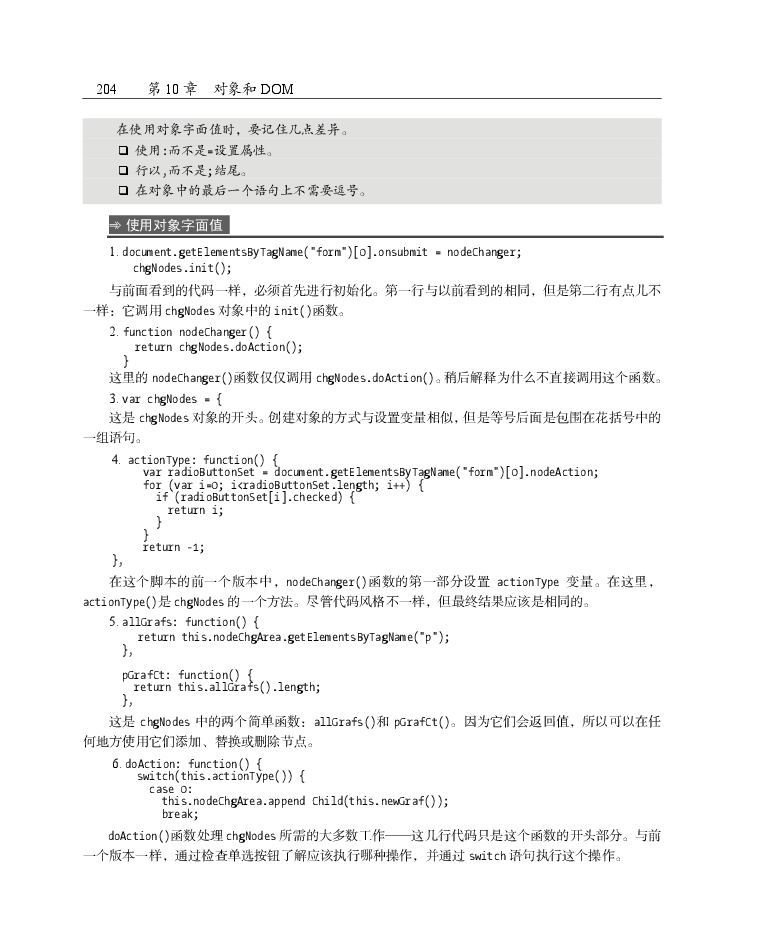 204 第 10 章 对象和 DOM
在使用对象字面值时，要记住几点差异。
❑ 使用:而不是=设置属性。
❑ 行以,而不是;结尾。
❑ 在对象中的最后一个语句上不需要逗号。
使用对象字面值
1. document.getElementsByTagName("form")[0].onsubmit = nodeChanger;
chgNodes.init();
与前面看到的代码一样，必须首先进行初始化。第一行与以前看到的相同，但是第二行有点儿不
一样：它调用 chgNodes 对象中的 init()函数。
2. function nodeChanger() {
return chgNodes.doAction();
}
这里的 nodeChanger()函数仅仅调用 chgNodes.doAction()。稍后解释为什么不直接调用这个函数。
3. var chgNodes = {
这是 chgNodes 对象的开头。创建对象的方式与设置变量相似，但是等号后面是包围在花括号中的
一组语句。
4. actionType: function() {
var radioButtonSet = document.getElementsByTagName("form")[0].nodeAction;
for (var i=0; i<radioButtonSet.length; i++) {
if (radioButtonSet[i].checked) {
return i;
}
}
return -1;
},
在这个脚本的前一个版本中，nodeChanger()函数的第一部分设置 actionType 变量。在这里，
actionType()是 chgNodes 的一个方法。尽管代码风格不一样，但最终结果应该是相同的。
5. allGrafs: function() {
return this.nodeChgArea.getElementsByTagName("p");
},
pGrafCt: function() {
return this.allGrafs().length;
},
这是 chgNodes 中的两个简单函数：allGrafs()和 pGrafCt()。因为它们会返回值，所以可以在任
何地方使用它们添加、替换或删除节点。
6. doAction: function() {
switch(this.actionType()) {
case 0:
this.nodeChgArea.append Child(this.newGraf());
break;
doAction()函数处理 chgNodes 所需的大多数工作——这几行代码只是这个函数的开头部分。与前
一个版本一样，通过检查单选按钮了解应该执行哪种操作，并通过 switch 语句执行这个操作。